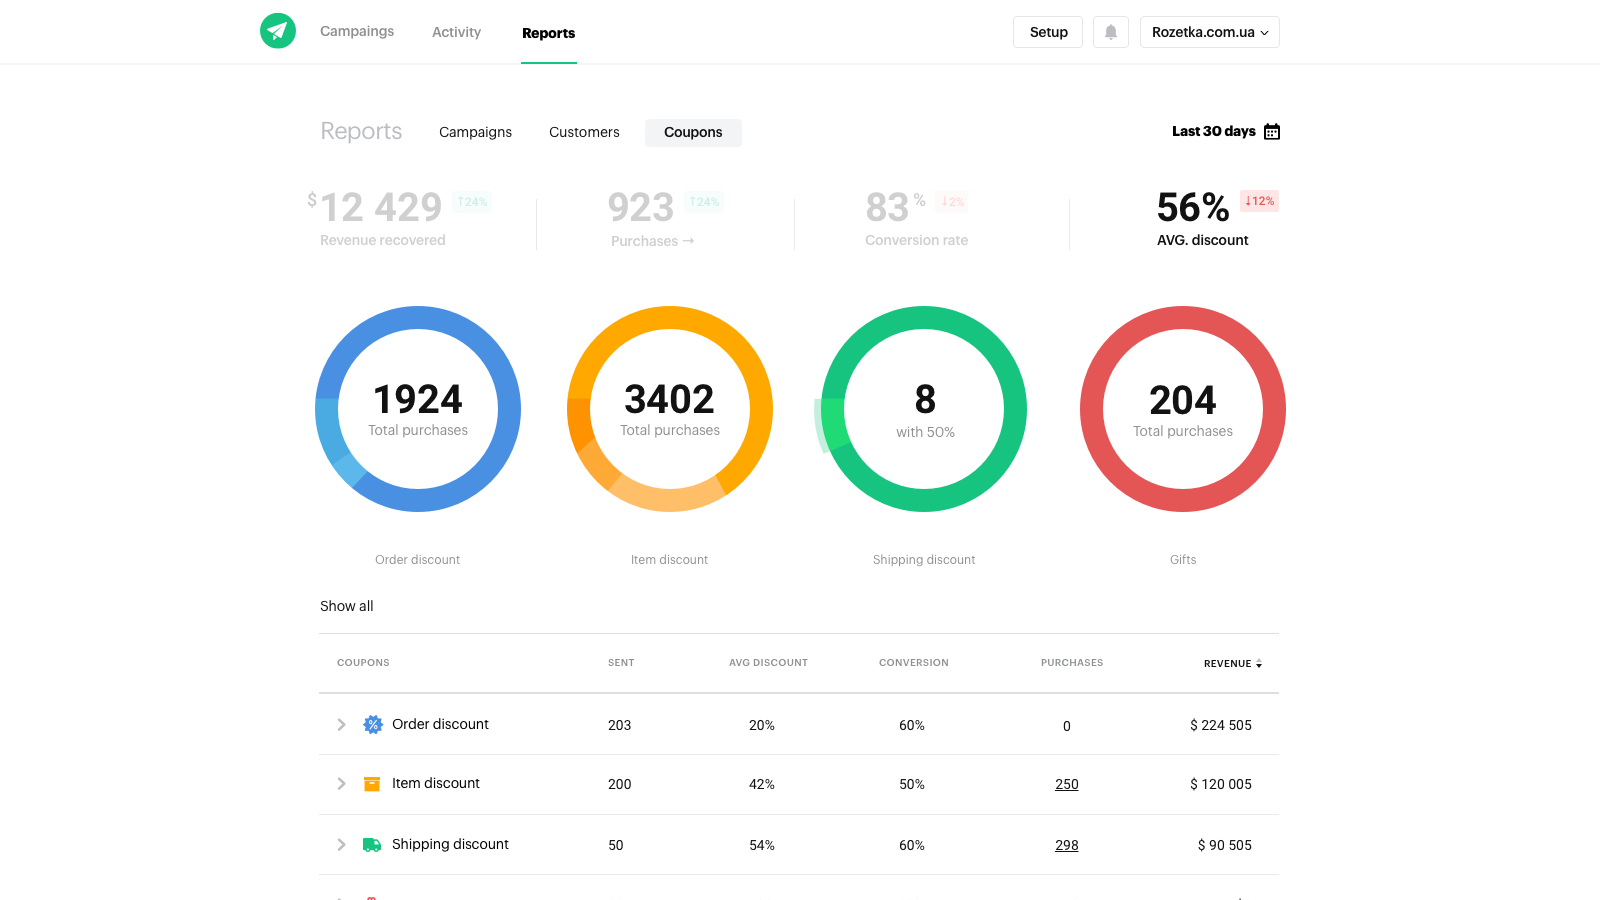 Campaings Activity Reports Setup Rozetka.com.ua
Reports Campaigns Customers Coupons Last 30 days
$ 12 429 ↑24% 923 ↑24% 83 % ↓2% 56% ↓12%
Revenue recovered Purchases → Conversion rate AVG. discount
1924 3402 8 204
Total purchases Total purchases with 50% Total purchases
Order discount Item discount Shipping discount Gifts
Show all
COUPONS SENT AVG DISCOUNT CONVERSION PURCHASES REVENUE
Order discount 203 20% 60% 0 $ 224 505
Item discount 200 42% 50% 250 $ 120 005
Shipping discount 50 54% 60% 298 $ 90 505